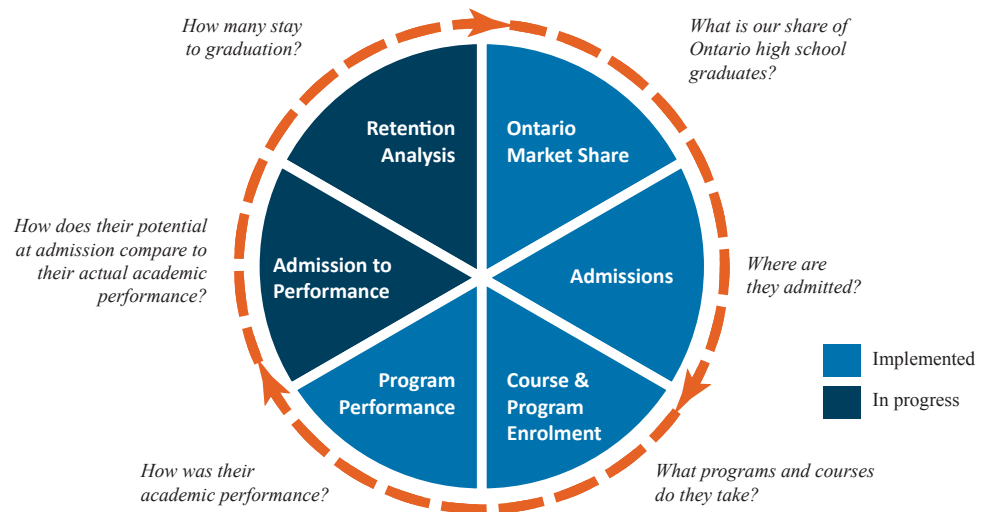 How many stay
to graduation?
What is our share of
Ontario high school
graduates?
Retention
Analysis
Ontario
Market Share
How does their potential
at admission compare to
their actual academic
performance?
Admission to
Performance
Admissions
Where are
they admitted?
Implemented
In progress
Program
Performance
Course &
Program
Enrolment
How was their
academic performance?
What programs and courses
do they take?